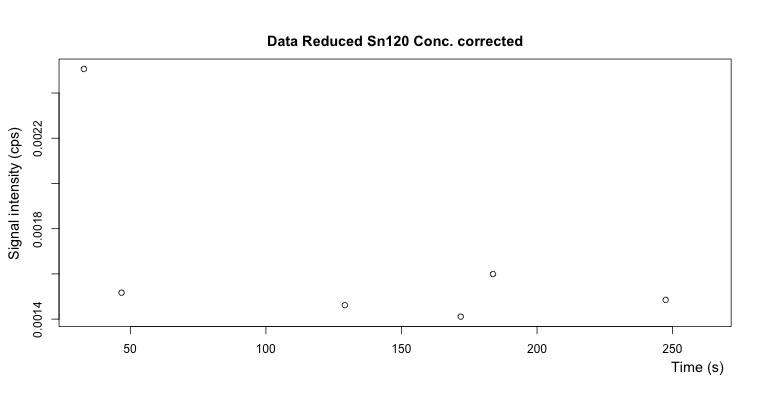 Data Reduced Sn120 Conc. corrected
Signal intensity (cps)
0.0022
0.0018
0.0014
50 100 150 200 250
Time (s)